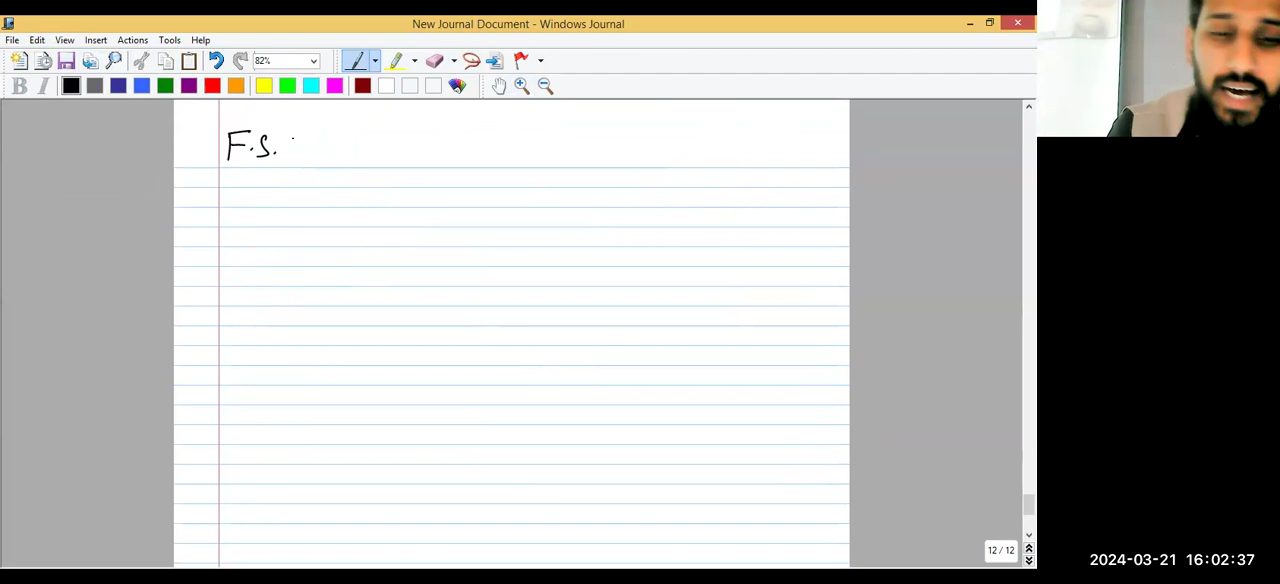 New Journal Document - Windows Journal
File Edit View Insert Actions Tools Help
82%
B I
F.S.
12 / 12
2024-03-21 16:02:37